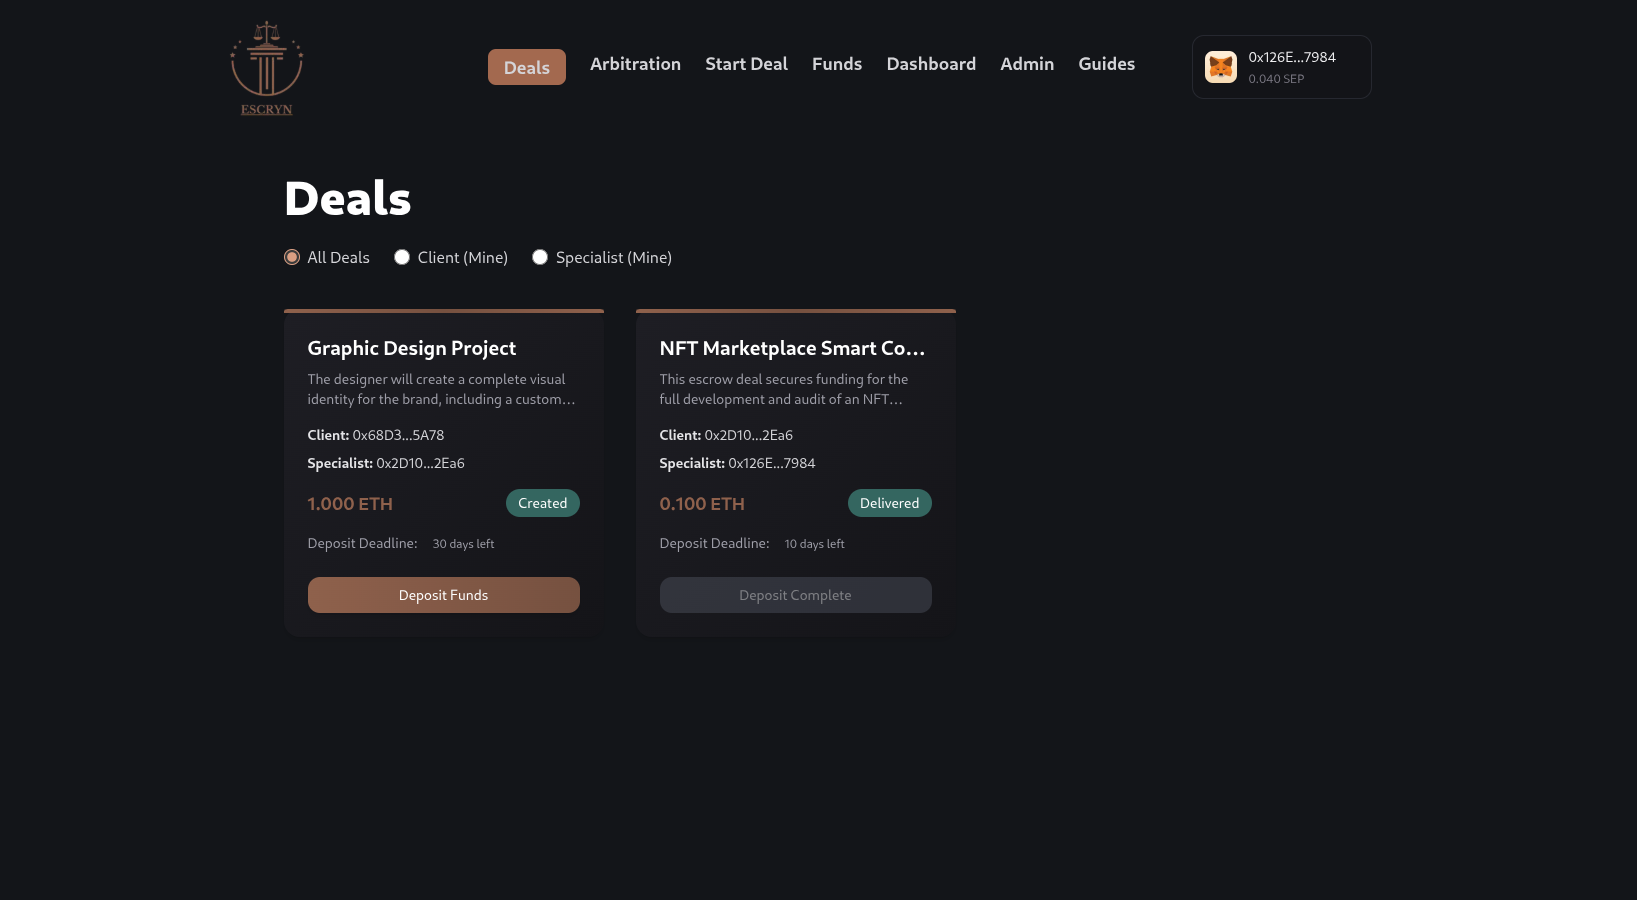 ESCRYN
Deals
Arbitration
Start Deal
Funds
Dashboard
Admin
Guides
0x126E...7984
0.040 SEP
Deals
All Deals
Client (Mine)
Specialist (Mine)
Graphic Design Project
The designer will create a complete visual
identity for the brand, including a custom...
Client: 0x68D3...5A78
Specialist: 0x2D10...2Ea6
1.000 ETH
Created
Deposit Deadline: 30 days left
Deposit Funds
NFT Marketplace Smart Co...
This escrow deal secures funding for the
full development and audit of an NFT...
Client: 0x2D10...2Ea6
Specialist: 0x126E...7984
0.100 ETH
Delivered
Deposit Deadline: 10 days left
Deposit Complete